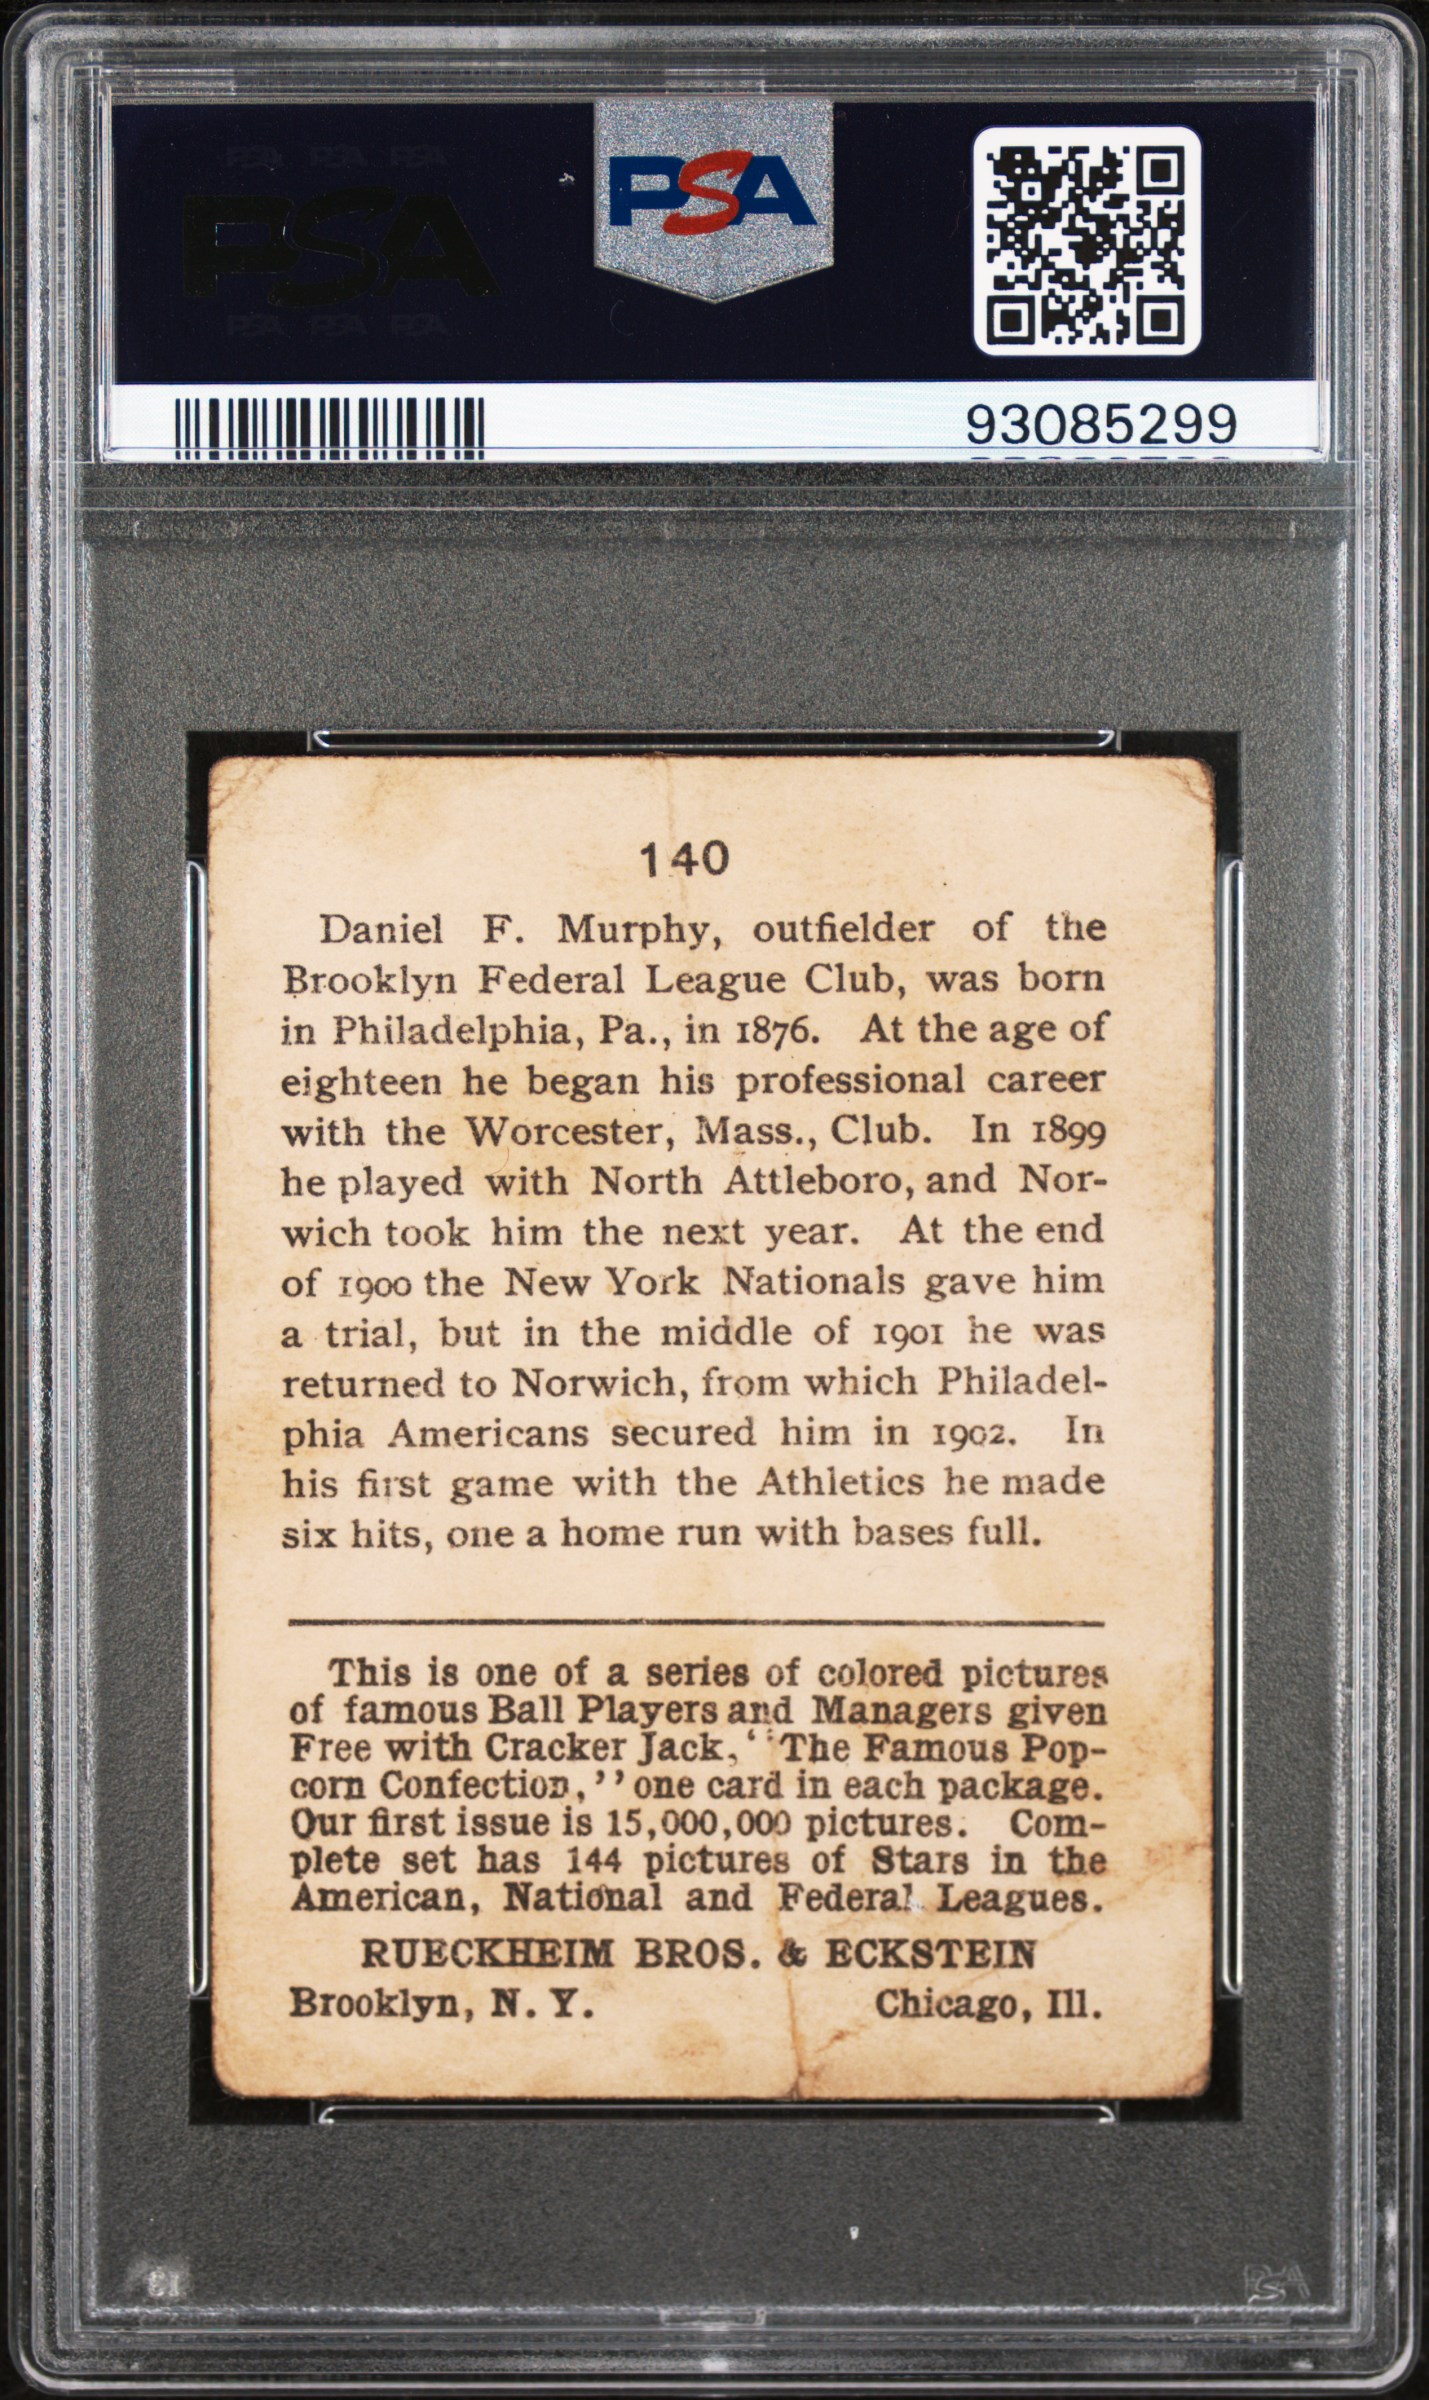 PSA PSA PSA
PSA
PSA
PSA PSA PSA
93085299
140
Daniel F. Murphy, outfielder of the
Brooklyn Federal League Club, was born
in Philadelphia, Pa., in 1876. At the age of
eighteen he began his professional career
with the Worcester, Mass., Club. In 1899
he played with North Attleboro, and Nor-
wich took him the next year. At the end
of 1900 the New York Nationals gave him
a trial, but in the middle of 1901 he was
returned to Norwich, from which Philadel-
phia Americans secured him in 1902. In
his first game with the Athletics he made
six hits, one a home run with bases full.
This is one of a series of colored pictures
of famous Ball Players and Managers given
Free with Cracker Jack, ‘‘The Famous Pop-
corn Confection,’’ one card in each package.
Our first issue is 15,000,000 pictures. Com-
plete set has 144 pictures of Stars in the
American, National and Federal Leagues.
RUECKHEIM BROS. & ECKSTEIN
Brooklyn, N. Y. Chicago, Ill.
PSA